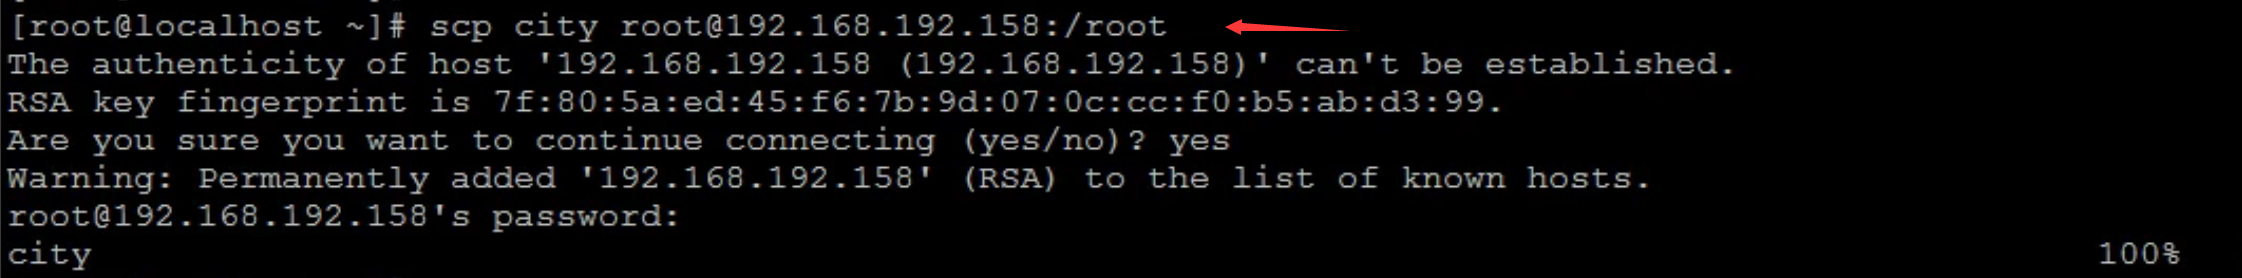 [root@localhost ~]# scp city root@192.168.192.158:/root
The authenticity of host '192.168.192.158 (192.168.192.158)' can't be established.
RSA key fingerprint is 7f:80:5a:ed:45:f6:7b:9d:07:0c:cc:f0:b5:ab:d3:99.
Are you sure you want to continue connecting (yes/no)? yes
Warning: Permanently added '192.168.192.158' (RSA) to the list of known hosts.
root@192.168.192.158's password:
city 100%